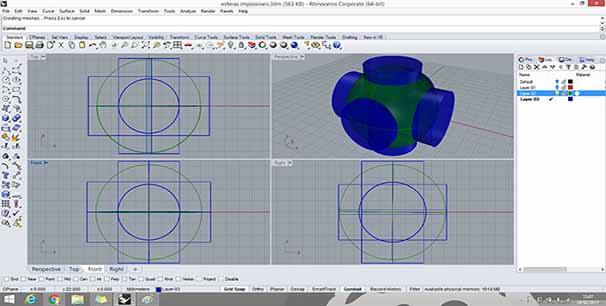 esferas impossiveis.3dm (563 KB) - Rhinoceros Corporate (64-bit)
File Edit View Curve Surface Solid Mesh Dimension Transform Tools Analyze Render Panels Help
Creating meshes... Press Esc to cancel
Command:
Standard CPlanes Set View Display Select Viewport Layout Visibility Transform Curve Tools Surface Tools Solid Tools Mesh Tools Render Tools Drafting New in V5
Top
Perspective
Name Material
Default
Layer 01
Layer 02
Layer 03
Front
Right
Perspective Top Front Right
End Near Point Mid Cen Int Perp Tan Quad Knot Vertex Project Disable
CPlane x 0.000 y 22.000 z 0.000 Millimeters Layer 03 Grid Snap Ortho Planar Osnap SmartTrack Gumball Record History Filter Available physical memory: 1014 MB